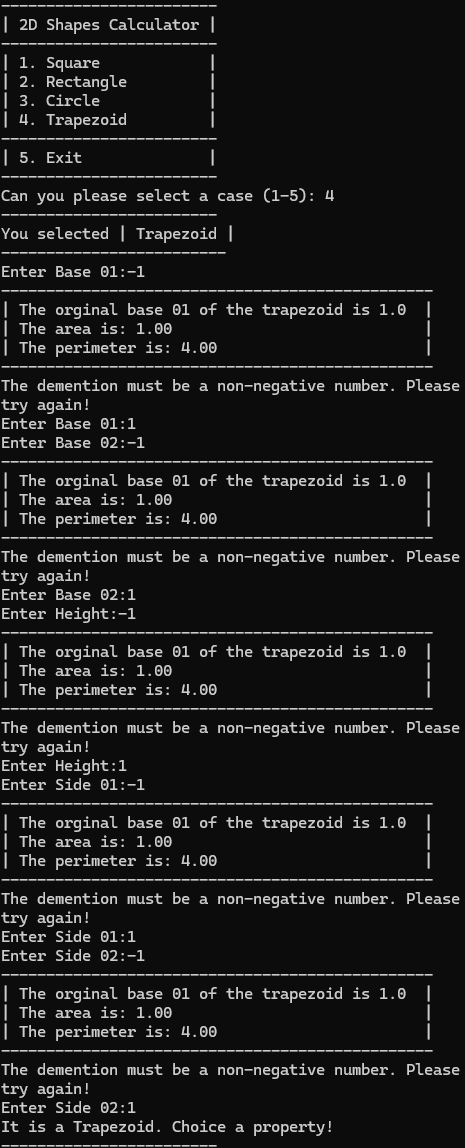 ------------------------
| 2D Shapes Calculator |
------------------------
| 1. Square            |
| 2. Rectangle         |
| 3. Circle            |
| 4. Trapezoid         |
------------------------
| 5. Exit              |
------------------------
Can you please select a case (1-5): 4
------------------------
You selected | Trapezoid |
-------------------------
Enter Base 01:-1
------------------------------------------------
| The orginal base 01 of the trapezoid is 1.0  |
| The area is: 1.00                            |
| The perimeter is: 4.00                       |
------------------------------------------------
The demention must be a non-negative number. Please
try again!
Enter Base 01:1
Enter Base 02:-1
------------------------------------------------
| The orginal base 01 of the trapezoid is 1.0  |
| The area is: 1.00                            |
| The perimeter is: 4.00                       |
------------------------------------------------
The demention must be a non-negative number. Please
try again!
Enter Base 02:1
Enter Height:-1
------------------------------------------------
| The orginal base 01 of the trapezoid is 1.0  |
| The area is: 1.00                            |
| The perimeter is: 4.00                       |
------------------------------------------------
The demention must be a non-negative number. Please
try again!
Enter Height:1
Enter Side 01:-1
------------------------------------------------
| The orginal base 01 of the trapezoid is 1.0  |
| The area is: 1.00                            |
| The perimeter is: 4.00                       |
------------------------------------------------
The demention must be a non-negative number. Please
try again!
Enter Side 01:1
Enter Side 02:-1
------------------------------------------------
| The orginal base 01 of the trapezoid is 1.0  |
| The area is: 1.00                            |
| The perimeter is: 4.00                       |
------------------------------------------------
The demention must be a non-negative number. Please
try again!
Enter Side 02:1
It is a Trapezoid. Choice a property!
------------------------